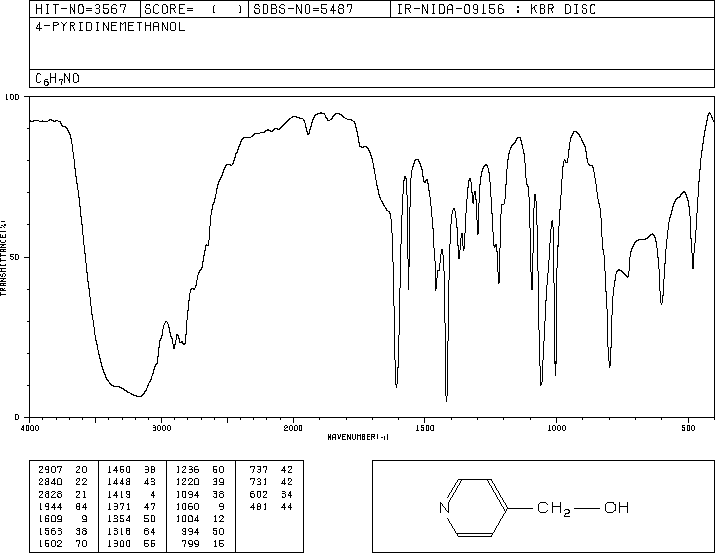 HIT-NO=3567 SCORE= ( ) SDBS-NO=5487 IR-NIDA-09156 : KBR DISC
4-PYRIDINEMETHANOL
C6H7NO
100
50
0
TRANSMITTANCE(%)
4000 3000 2000 1500 1000 500
WAVENUMBER(-1)
2907 20 1460 38 1236 50 737 42
2840 22 1448 43 1220 39 731 42
2828 21 1419 4 1094 38 602 34
1944 84 1371 47 1060 9 481 44
1609 9 1354 50 1004 12
1563 38 1318 64 994 50
1502 70 1300 55 799 15
N CH2 OH